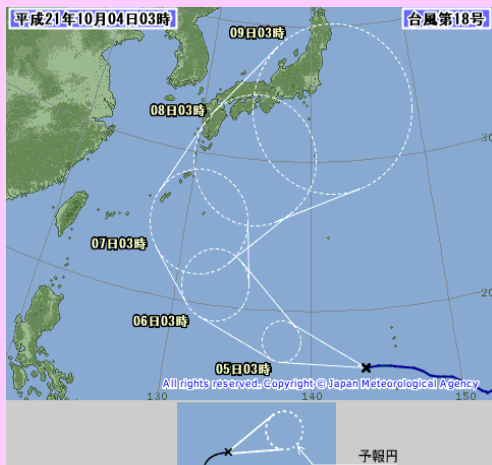 平成21年10月04日03時
台風第18号
09日03時
08日03時
30
07日03時
20
06日03時
05日03時
All rights reserved. Copyright © Japan Meteorological Agency
130
140
150
予報円